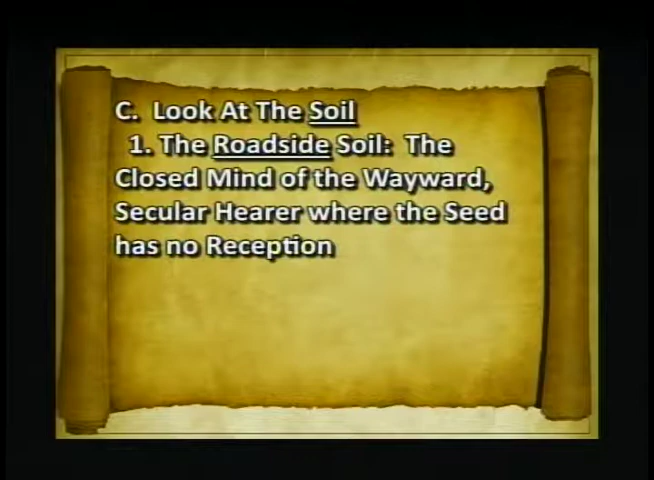 C. Look At The Soil
1. The Roadside Soil: The
Closed Mind of the Wayward,
Secular Hearer where the Seed
has no Reception